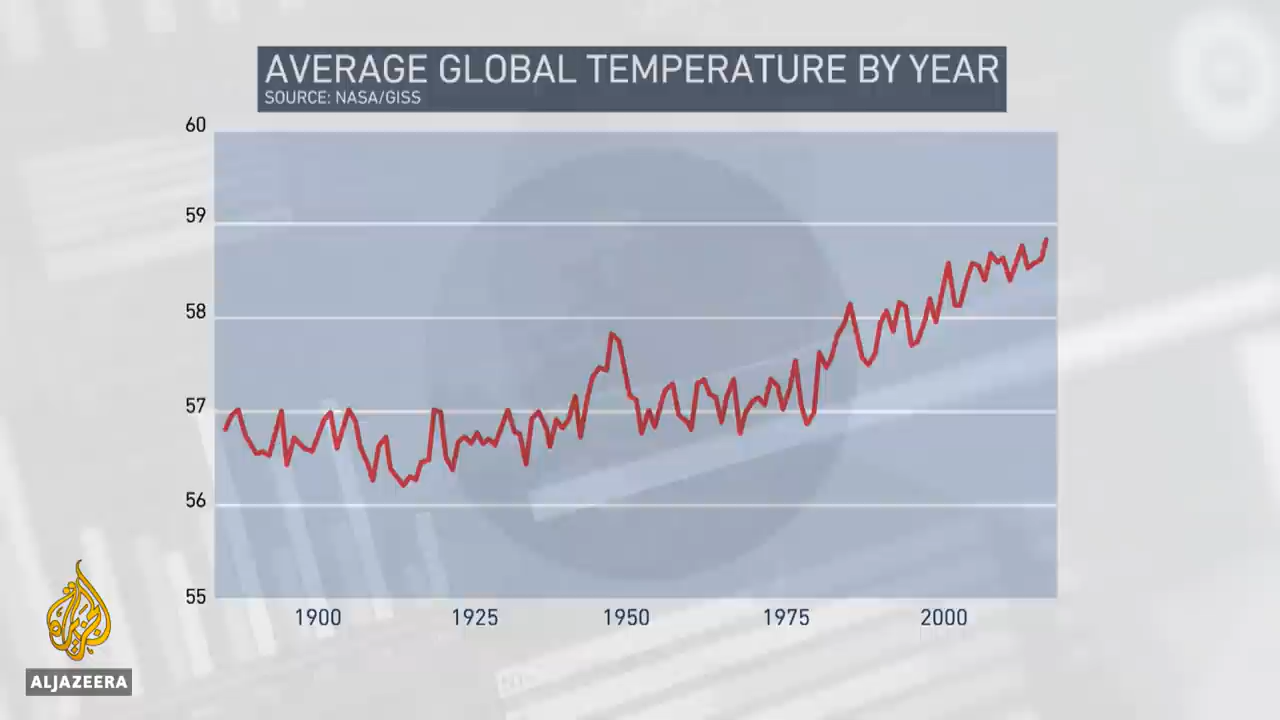 AVERAGE GLOBAL TEMPERATURE BY YEAR
SOURCE: NASA/GISS
60
59
58
57
56
55
1900 1925 1950 1975 2000
الجزيرة
ALJAZEERA